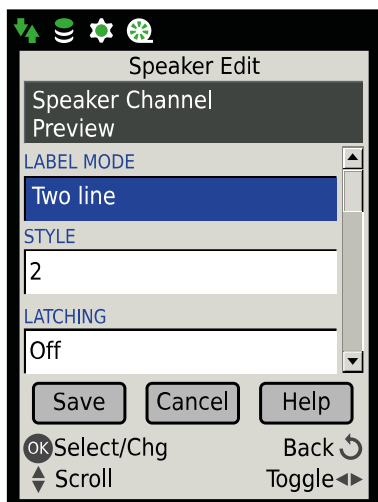 Speaker Edit
Speaker Channel
Preview
LABEL MODE
Two line
STYLE
2
LATCHING
Off
Save Cancel Help
OK Select/Chg Back
Scroll Toggle